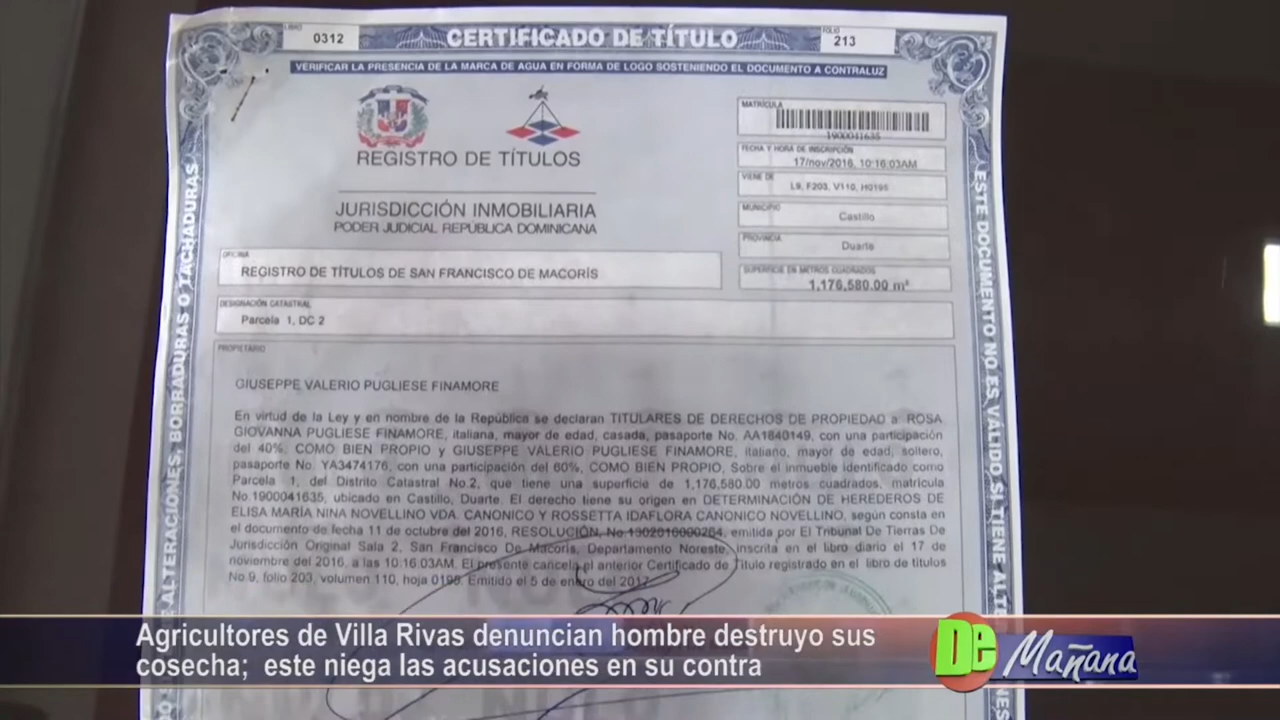 LIBRO
0312
CERTIFICADO DE TÍTULO
FOLIO
213
VERIFICAR LA PRESENCIA DE LA MARCA DE AGUA EN FORMA DE LOGO SOSTENIENDO EL DOCUMENTO A CONTRALUZ
REGISTRO DE TÍTULOS
JURISDICCIÓN INMOBILIARIA
PODER JUDICIAL REPÚBLICA DOMINICANA
MATRÍCULA
1900041635
FECHA Y HORA DE INSCRIPCIÓN
17/nov/2016, 10:16:03AM
VIENE DE
L9, F203, V110, H0195
MUNICIPIO
Castillo
PROVINCIA
Duarte
SUPERFICIE EN METROS CUADRADOS
1,176,580.00 m²
OFICINA
REGISTRO DE TÍTULOS DE SAN FRANCISCO DE MACORÍS
DESIGNACIÓN CATASTRAL
Parcela 1, DC 2
PROPIETARIO
GIUSEPPE VALERIO PUGLIESE FINAMORE
En virtud de la Ley y en nombre de la República se declaran TITULARES DE DERECHOS DE PROPIEDAD a ROSA
GIOVANNA PUGLIESE FINAMORE, italiana, mayor de edad, casada, pasaporte No. AA1840149, con una participación
del 40%, COMO BIEN PROPIO y GIUSEPPE VALERIO PUGLIESE FINAMORE, italiano, mayor de edad, soltero,
pasaporte No. YA3474176, con una participación del 60%, COMO BIEN PROPIO, Sobre el inmueble identificado como
Parcela 1, del Distrito Catastral No.2, que tiene una superficie de 1,176,580.00 metros cuadrados, matrícula
No.1900041635, ubicado en Castillo, Duarte. El derecho tiene su origen en DETERMINACIÓN DE HEREDEROS DE
ELISA MARÍA NINA NOVELLINO VDA. CANONICO Y ROSSETTA IDAFLORA CANONICO NOVELLINO, según consta en
el documento de fecha 11 de octubre del 2016, RESOLUCIÓN, No.1302016000264, emitida por El Tribunal De Tierras De
Jurisdicción Original Sala 2, San Francisco De Macorís, Departamento Noreste, inscrita en el libro diario el 17 de
noviembre del 2016, a las 10:16:03AM. El presente cancela el anterior Certificado de Título registrado en el libro de títulos
No.9, folio 203, volumen 110, hoja 0195. Emitido el 5 de enero del 2017.
ALTERACIONES, BORRADURAS O TACHADURAS
ESTE DOCUMENTO NO ES VÁLIDO SI TIENE
Agricultores de Villa Rivas denuncian hombre destruyo sus
cosecha; este niega las acusaciones en su contra
De Mañana